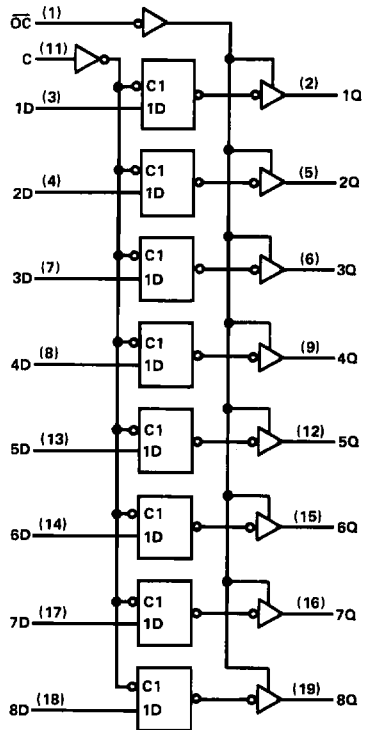 O̅C̅ (1)
C (11)
C1
1D (3) 1D (2) 1Q
C1
2D (4) 1D (5) 2Q
C1
3D (7) 1D (6) 3Q
C1
4D (8) 1D (9) 4Q
C1
5D (13) 1D (12) 5Q
C1
6D (14) 1D (15) 6Q
C1
7D (17) 1D (16) 7Q
C1
8D (18) 1D (19) 8Q